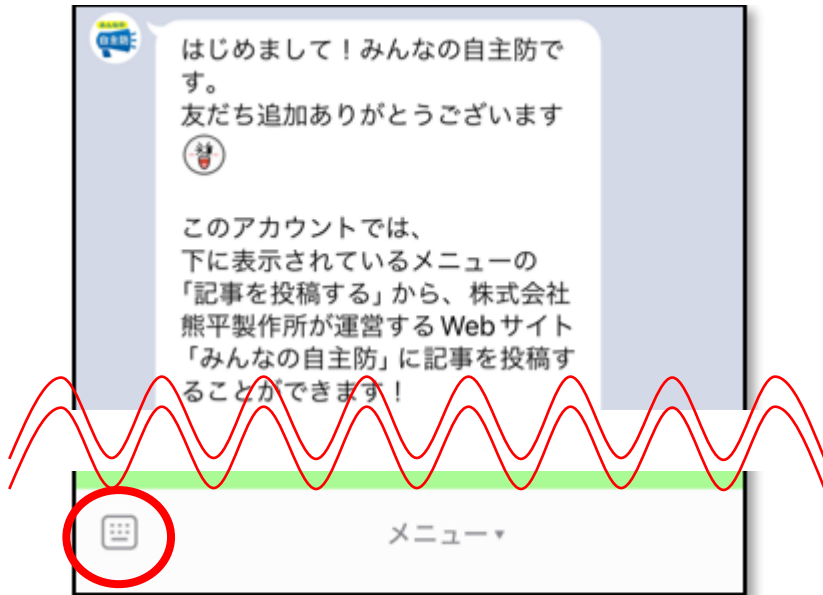 自主防
はじめまして！みんなの自主防で
す。
友だち追加ありがとうございます
このアカウントでは、
下に表示されているメニューの
「記事を投稿する」から、株式会社
熊平製作所が運営する Web サイト
「みんなの自主防」に記事を投稿す
ることができます！
メニュー▾